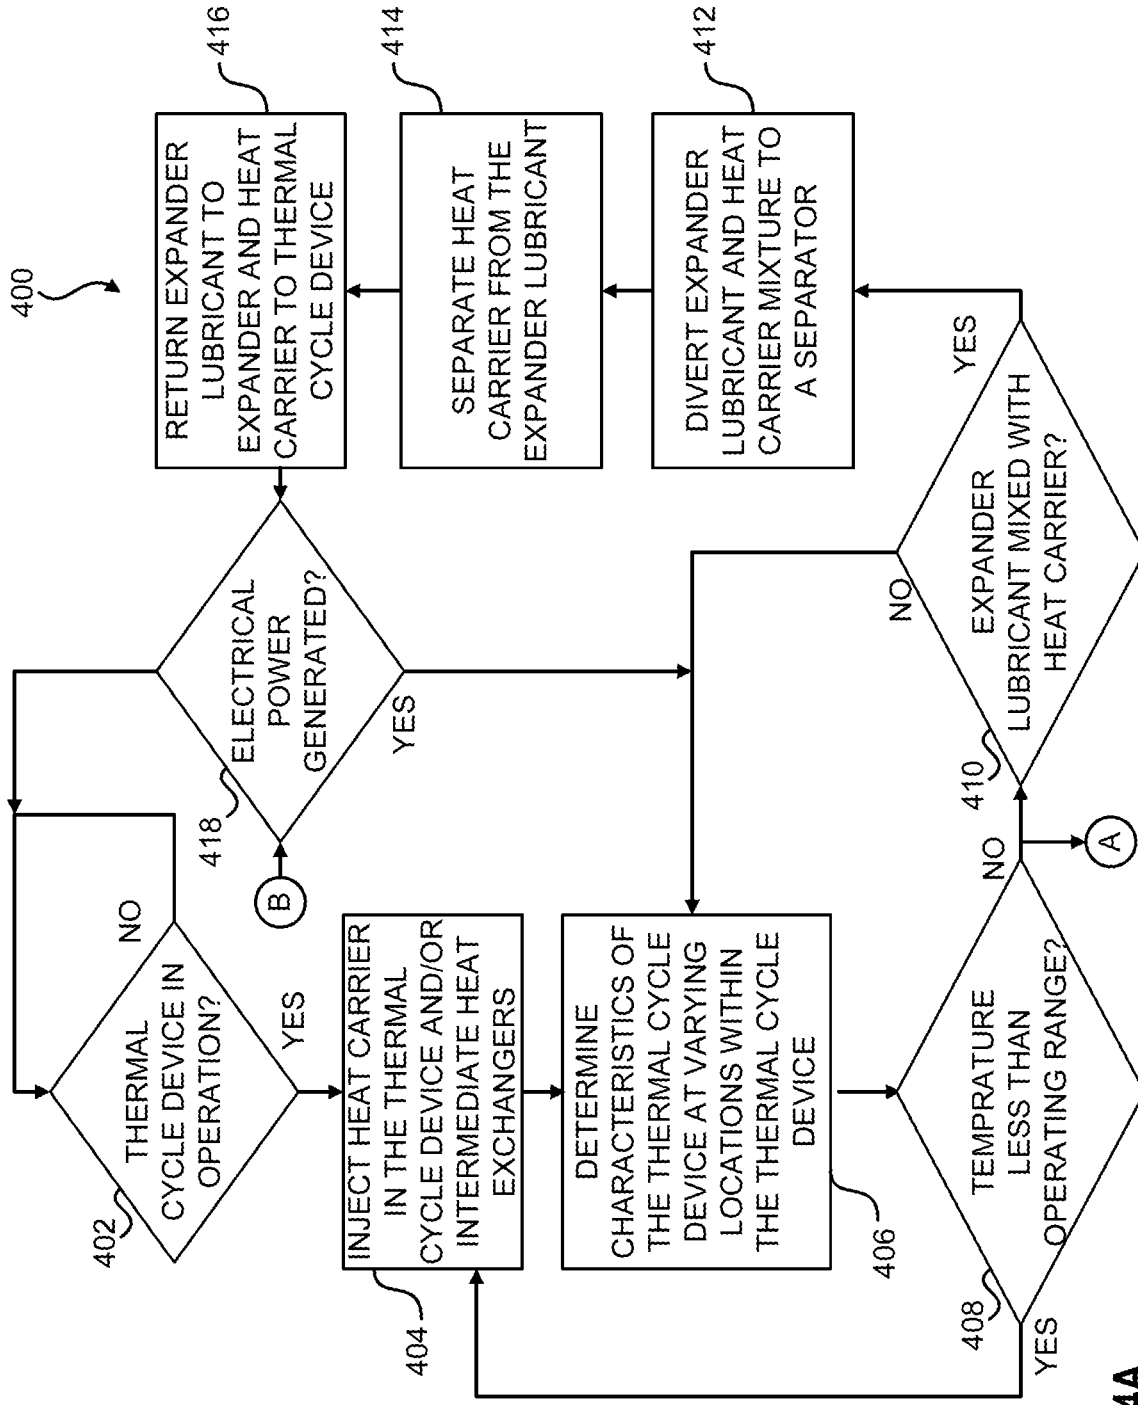 400
402
THERMAL
CYCLE DEVICE IN
OPERATION?
NO
YES
404
INJECT HEAT CARRIER
IN THE THERMAL
CYCLE DEVICE AND/OR
INTERMEDIATE HEAT
EXCHANGERS
406
DETERMINE
CHARACTERISTICS OF
THE THERMAL CYCLE
DEVICE AT VARYING
LOCATIONS WITHIN
THE THERMAL CYCLE
DEVICE
408
TEMPRATURE
LESS THAN
OPERATING RANGE?
YES
NO
A
410
EXPANDER
LUBRICANT MIXED WITH
HEAT CARRIER?
NO
YES
412
DIVERT EXPANDER
LUBRICANT AND HEAT
CARRIER MIXTURE TO
A SEPARATOR
414
SEPARATE HEAT
CARRIER FROM THE
EXPANDER LUBRICANT
416
RETURN EXPANDER
LUBRICANT TO
EXPANDER AND HEAT
CARRIER TO THERMAL
CYCLE DEVICE
418
ELECTRICAL
POWER
GENERATED?
YES
B
4A